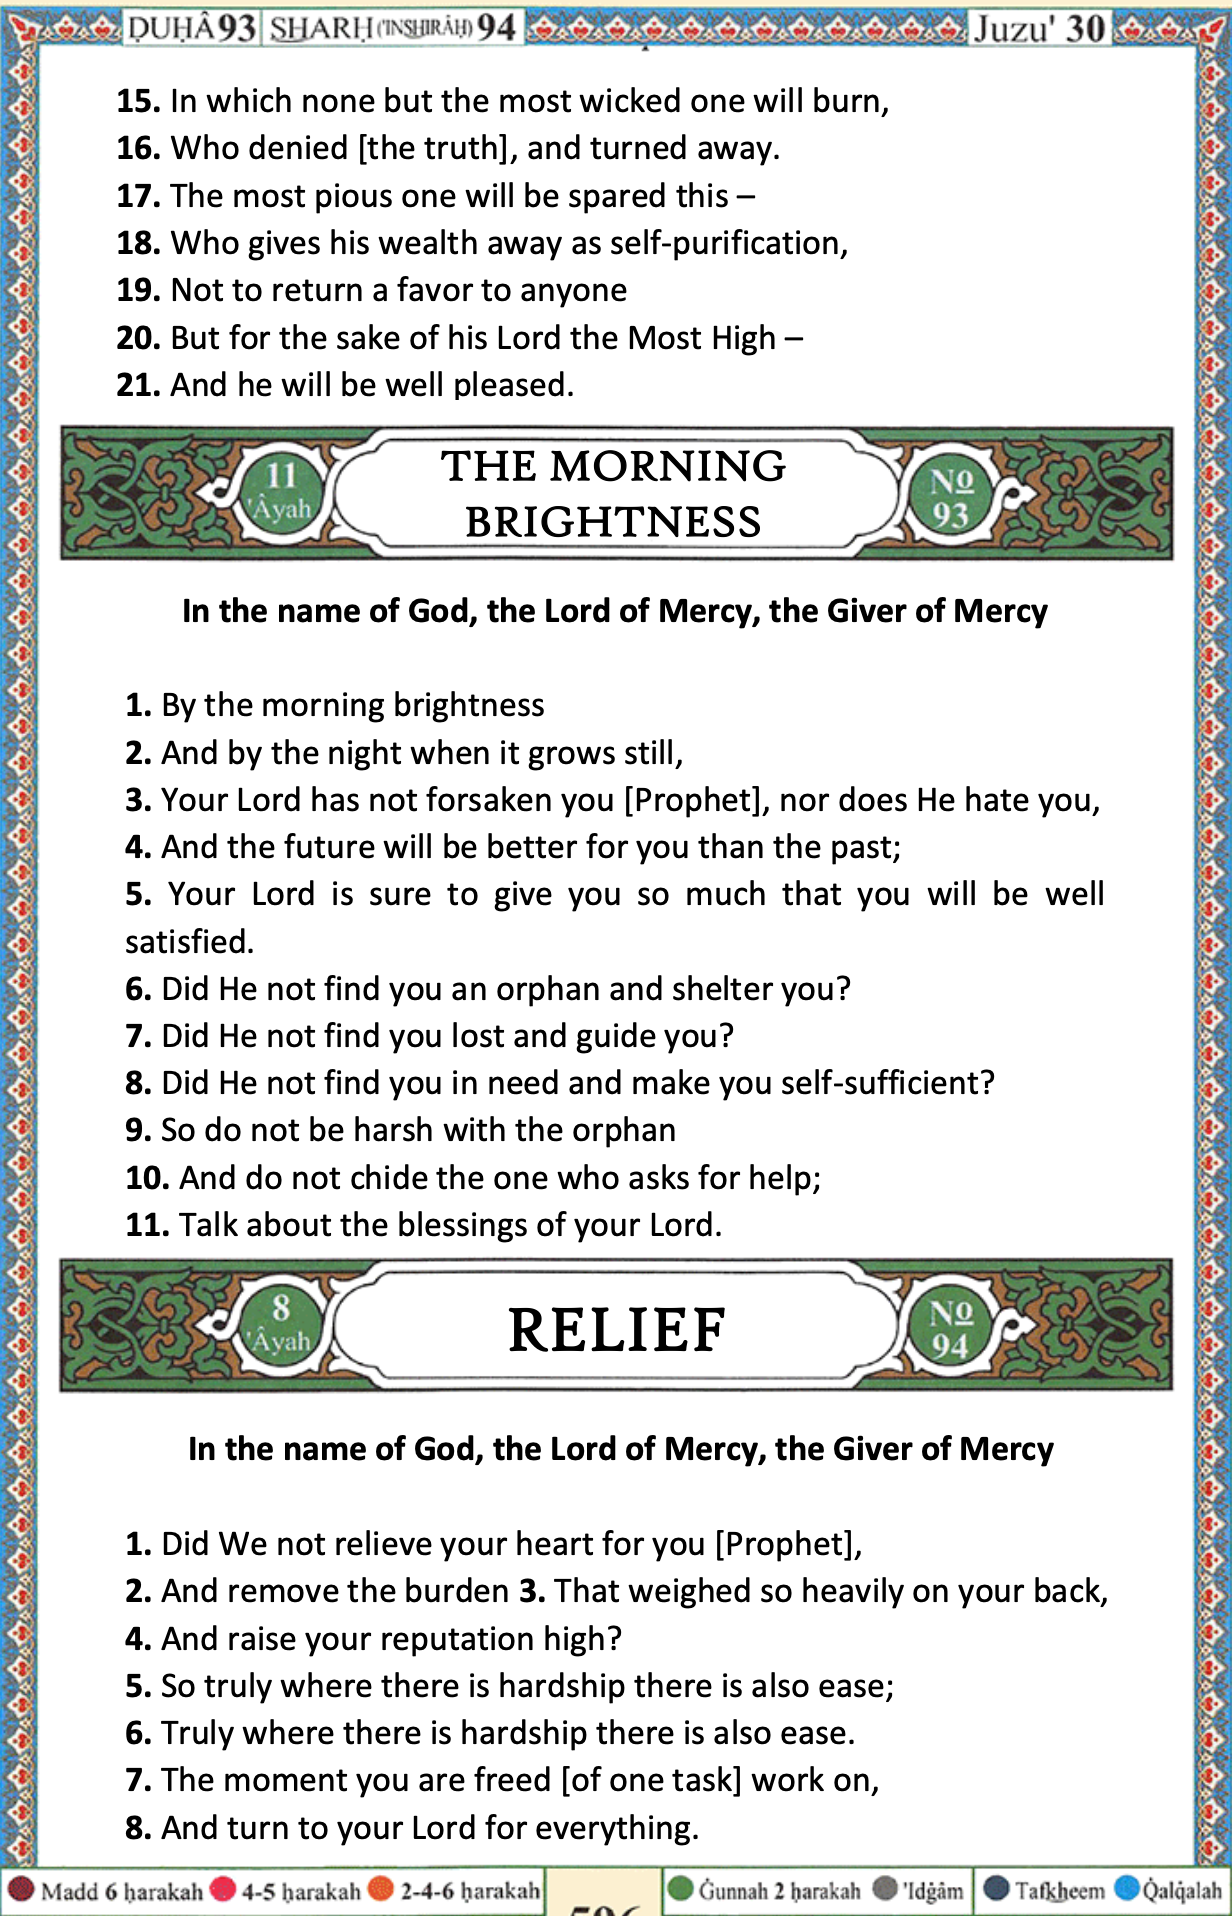 ḌUḤÂ 93 SHARḤ ('INSHIRÂḤ) 94 Juzu' 30
15. In which none but the most wicked one will burn,
16. Who denied [the truth], and turned away.
17. The most pious one will be spared this –
18. Who gives his wealth away as self-purification,
19. Not to return a favor to anyone
20. But for the sake of his Lord the Most High –
21. And he will be well pleased.
11 'Âyah
THE MORNING
BRIGHTNESS
No 93
In the name of God, the Lord of Mercy, the Giver of Mercy
1. By the morning brightness
2. And by the night when it grows still,
3. Your Lord has not forsaken you [Prophet], nor does He hate you,
4. And the future will be better for you than the past;
5. Your Lord is sure to give you so much that you will be well
satisfied.
6. Did He not find you an orphan and shelter you?
7. Did He not find you lost and guide you?
8. Did He not find you in need and make you self-sufficient?
9. So do not be harsh with the orphan
10. And do not chide the one who asks for help;
11. Talk about the blessings of your Lord.
8 'Âyah
RELIEF
No 94
In the name of God, the Lord of Mercy, the Giver of Mercy
1. Did We not relieve your heart for you [Prophet],
2. And remove the burden 3. That weighed so heavily on your back,
4. And raise your reputation high?
5. So truly where there is hardship there is also ease;
6. Truly where there is hardship there is also ease.
7. The moment you are freed [of one task] work on,
8. And turn to your Lord for everything.
Madd 6 ḥarakah 4-5 ḥarakah 2-4-6 ḥarakah Ġunnah 2 ḥarakah 'Idġâm Tafkheem Q̇alq̇alah